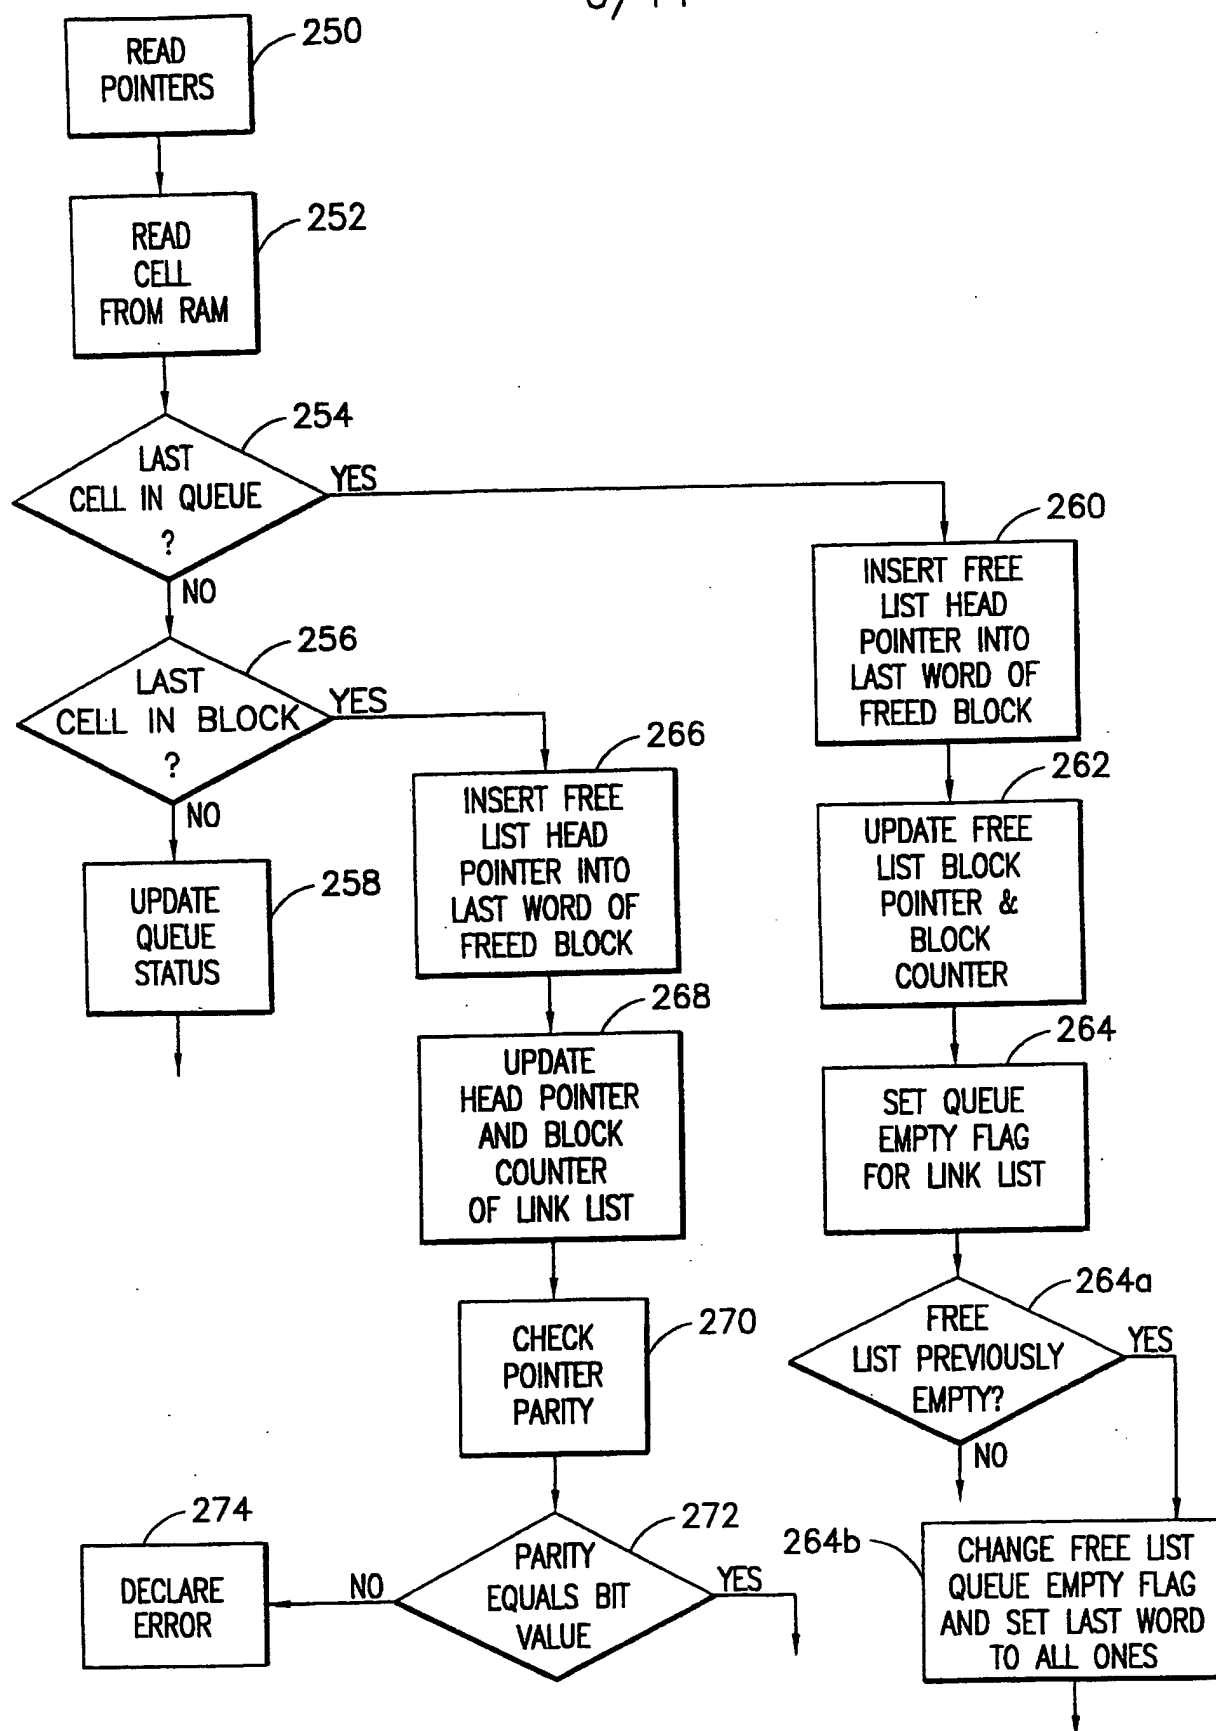 250
READ
POINTERS
252
READ
CELL
FROM RAM
254
LAST
CELL IN QUEUE
?
YES
NO
256
LAST
CELL IN BLOCK
?
YES
NO
258
UPDATE
QUEUE
STATUS
260
INSERT FREE
LIST HEAD
POINTER INTO
LAST WORD OF
FREED BLOCK
262
UPDATE FREE
LIST BLOCK
POINTER &
BLOCK
COUNTER
264
SET QUEUE
EMPTY FLAG
FOR LINK LIST
264a
FREE
LIST PREVIOUSLY
EMPTY?
YES
NO
264b
CHANGE FREE LIST
QUEUE EMPTY FLAG
AND SET LAST WORD
TO ALL ONES
266
INSERT FREE
LIST HEAD
POINTER INTO
LAST WORD OF
FREED BLOCK
268
UPDATE
HEAD POINTER
AND BLOCK
COUNTER
OF LINK LIST
270
CHECK
POINTER
PARITY
272
PARITY
EQUALS BIT
VALUE
YES
NO
274
DECLARE
ERROR